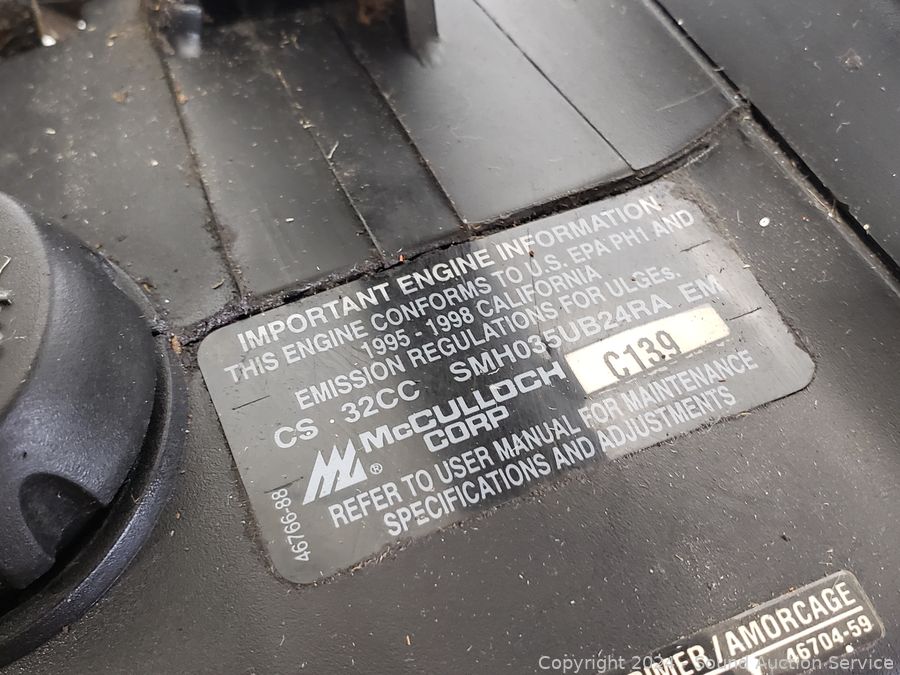 IMPORTANT ENGINE INFORMATION
THIS ENGINE CONFORMS TO U.S. EPA PH1 AND
1995 - 1998 CALIFORNIA
EMISSION REGULATIONS FOR ULGEs.
CS . 32CC SMH035UB24RA EM
McCULLOCH
CORP
C139
®
REFER TO USER MANUAL FOR MAINTENANCE
SPECIFICATIONS AND ADJUSTMENTS
46766-88
PRIMER/AMORCAGE
46704-59
Copyright Sound Auction Service